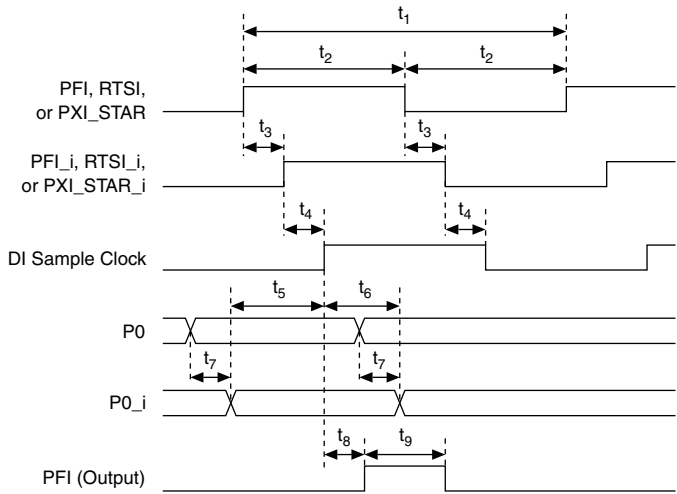 t1
t2 t2
PFI, RTSI,
or PXI_STAR
t3 t3
PFI_i, RTSI_i,
or PXI_STAR_i
t4 t4
DI Sample Clock
t5 t6
P0
t7 t7
P0_i
t8 t9
PFI (Output)